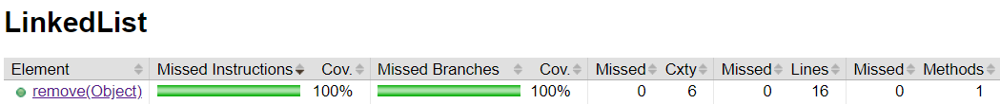 LinkedList
Element Missed Instructions Cov. Missed Branches Cov. Missed Cxty Missed Lines Missed Methods
remove(Object) 100% 100% 0 6 0 16 0 1